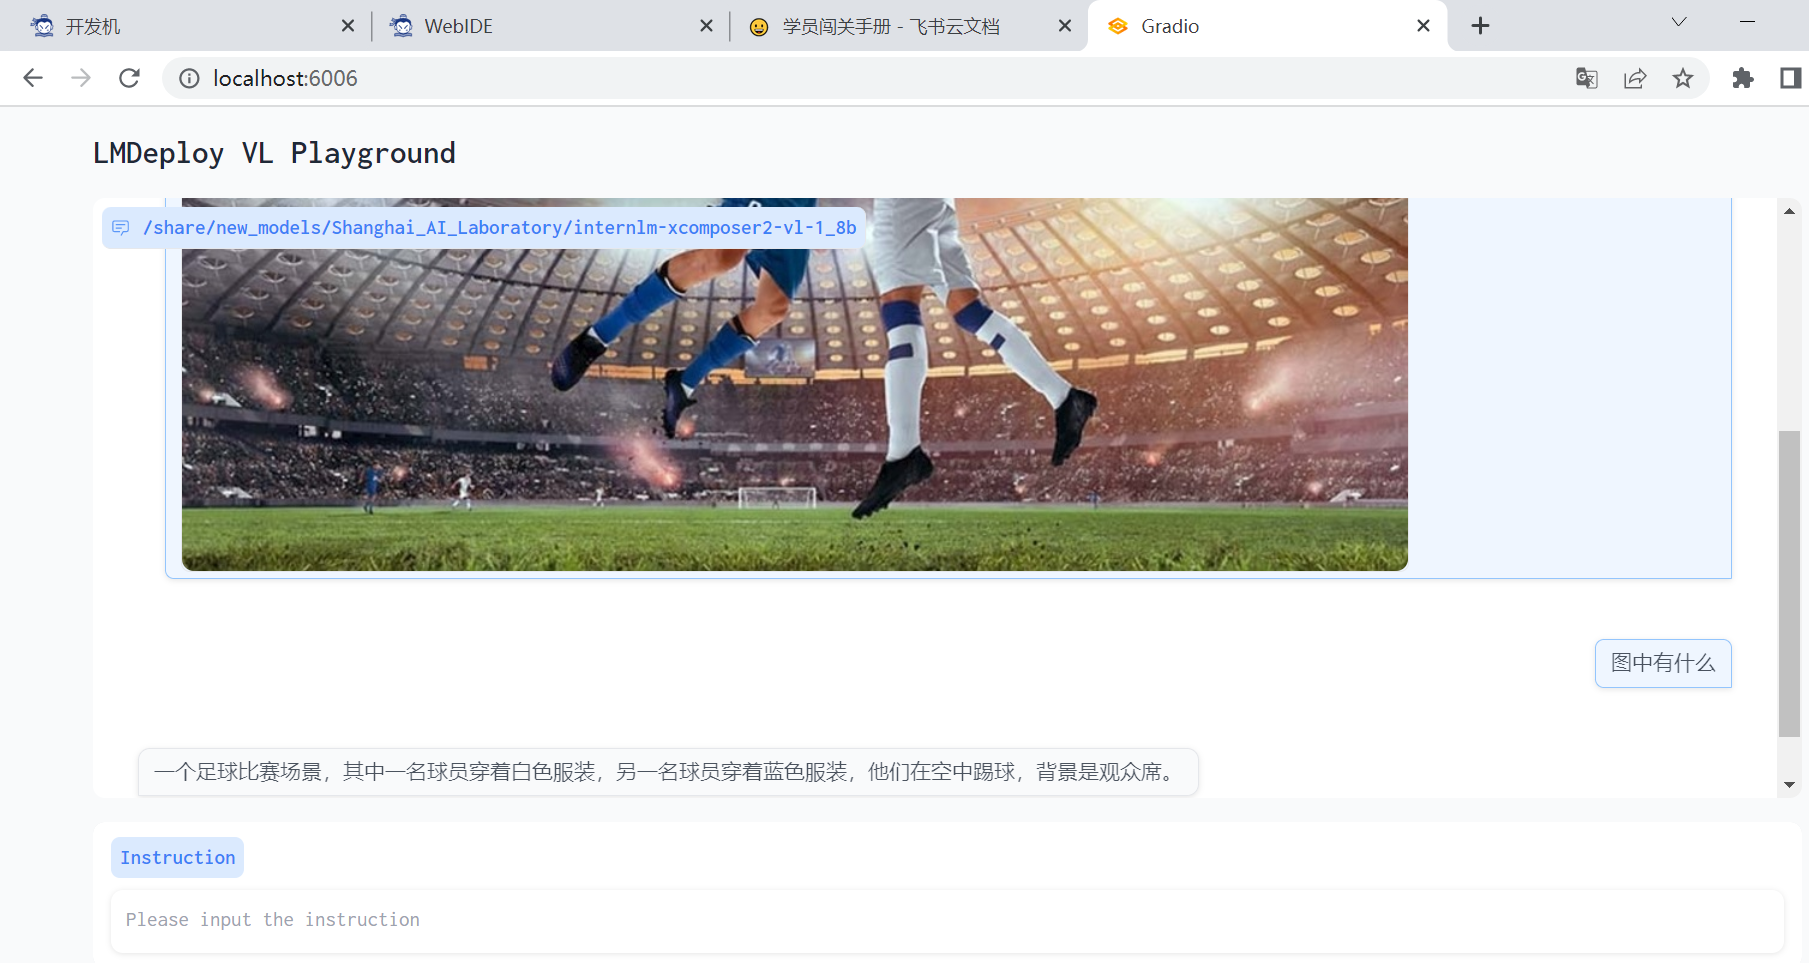 开发机
WebIDE
学员闯关手册 - 飞书云文档
Gradio
localhost:6006
LMDeploy VL Playground
/share/new_models/Shanghai_AI_Laboratory/internlm-xcomposer2-vl-1_8b
图中有什么
一个足球比赛场景，其中一名球员穿着白色服装，另一名球员穿着蓝色服装，他们在空中踢球，背景是观众席。
Instruction
Please input the instruction